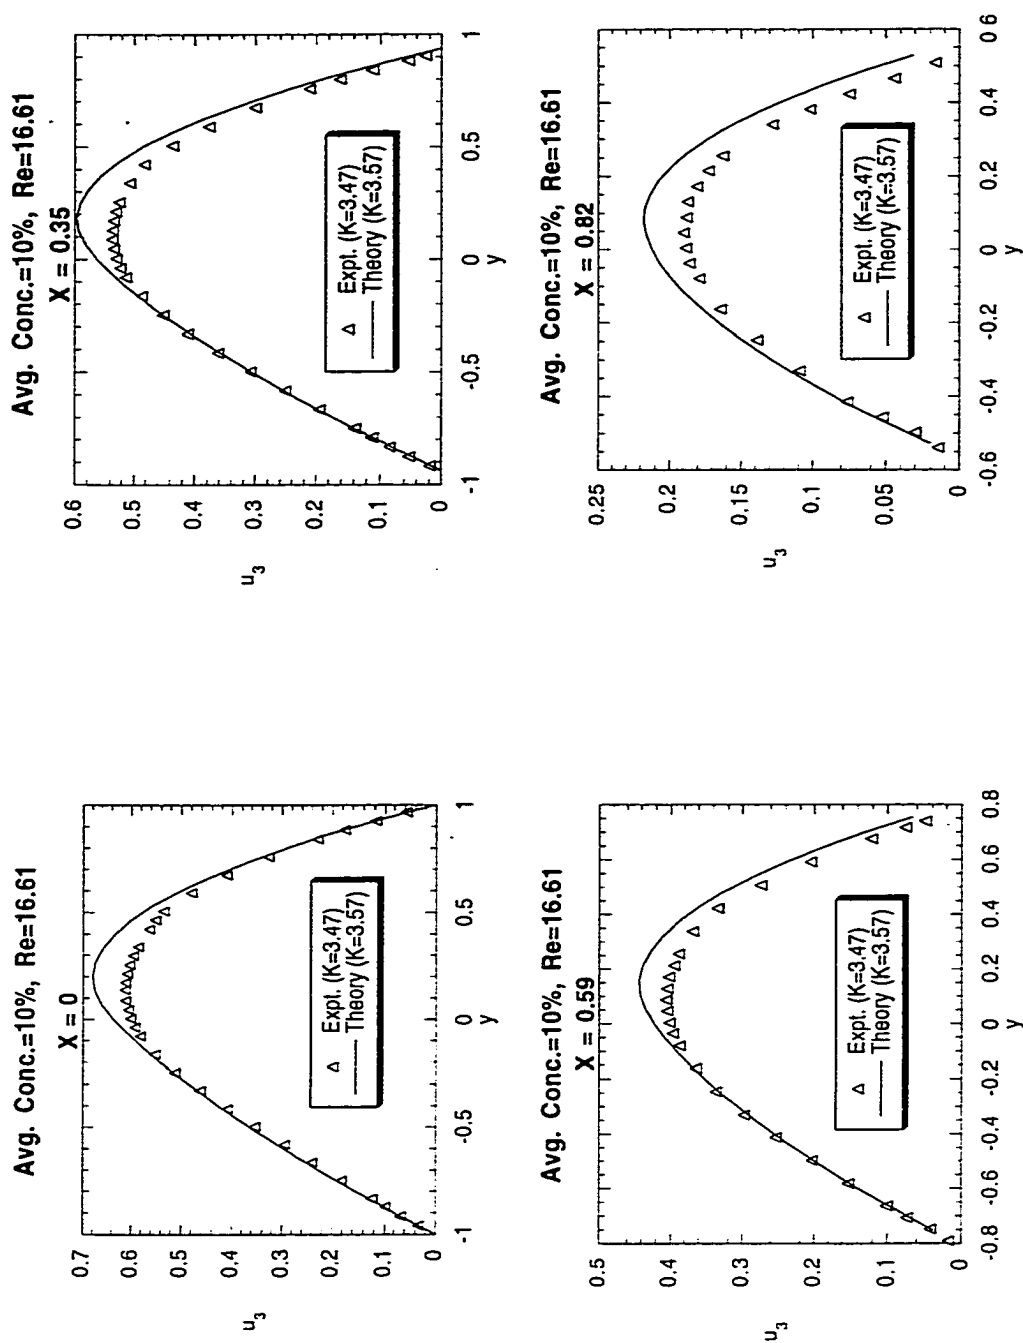 Avg. Conc.=10%, Re=16.61
X = 0
0.7
0.6
0.5
0.4
0.3
0.2
0.1
0
u3
Expt. (K=3.47)
Theory (K=3.57)
-1 -0.5 0 0.5 1
y
Avg. Conc.=10%, Re=16.61
X = 0.35
0.6
0.5
0.4
0.3
0.2
0.1
0
u3
Expt. (K=3.47)
Theory (K=3.57)
-1 -0.5 0 0.5 1
y
Avg. Conc.=10%, Re=16.61
X = 0.59
0.5
0.4
0.3
0.2
0.1
0
u3
Expt. (K=3.47)
Theory (K=3.57)
-0.8 -0.6 -0.4 -0.2 0 0.2 0.4 0.6 0.8
y
Avg. Conc.=10%, Re=16.61
X = 0.82
0.25
0.2
0.15
0.1
0.05
0
u3
Expt. (K=3.47)
Theory (K=3.57)
-0.6 -0.4 -0.2 0 0.2 0.4 0 6
y